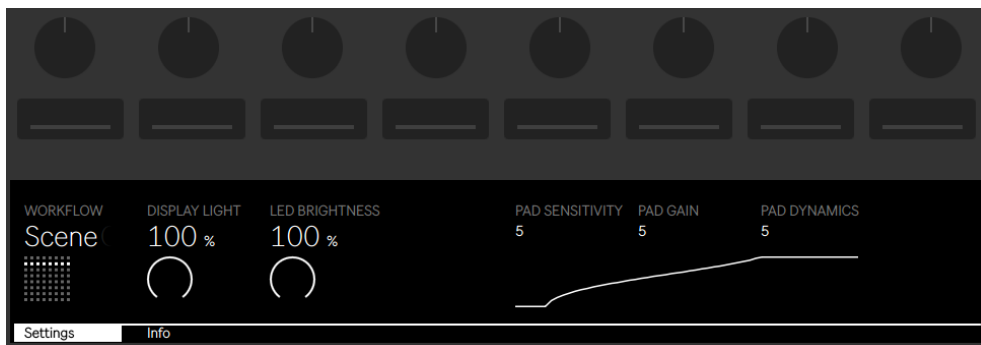 WORKFLOW DISPLAY LIGHT LED BRIGHTNESS PAD SENSITIVITY PAD GAIN PAD DYNAMICS
Scene 100 % 100 % 5 5 5
Settings Info